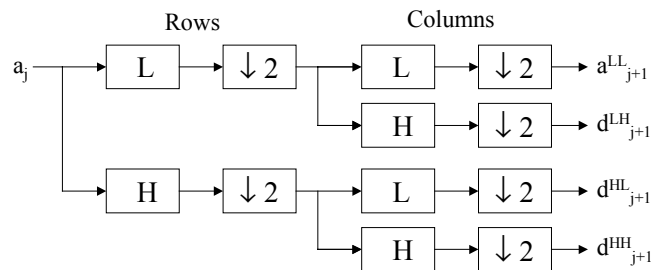 Rows Columns
a_j L ↓ 2 L ↓ 2 a^LL_j+1
H ↓ 2 d^LH_j+1
H ↓ 2 L ↓ 2 d^HL_j+1
H ↓ 2 d^HH_j+1